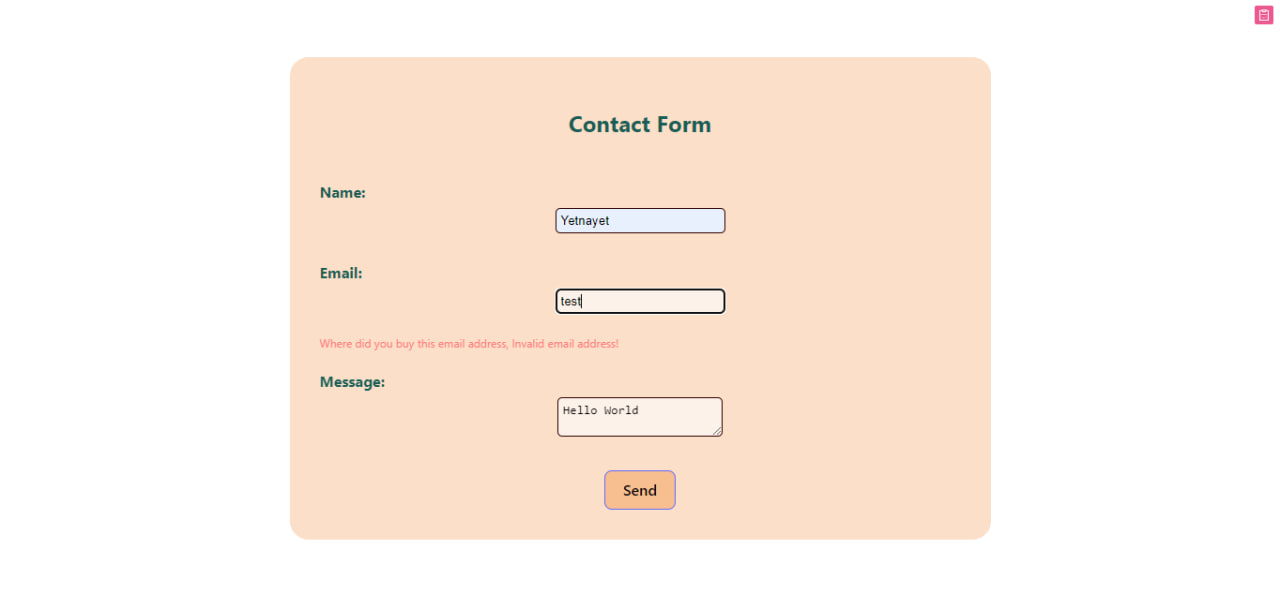 Contact Form
Name:
Yetnayet
Email:
test
Where did you buy this email address, Invalid email address!
Message:
Hello World
Send